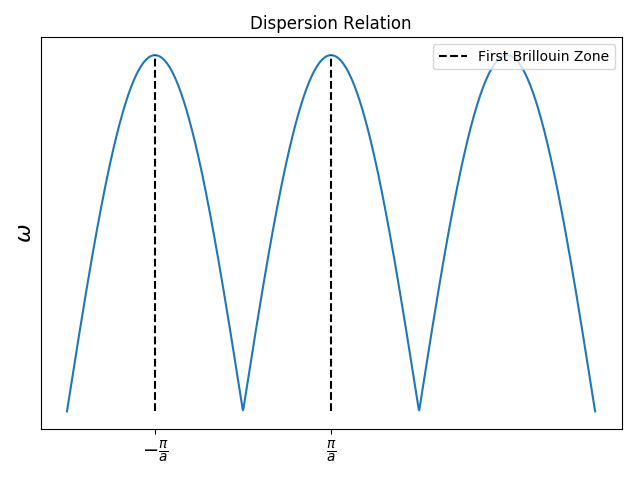 Dispersion Relation
First Brillouin Zone
ω
−π/a
π/a